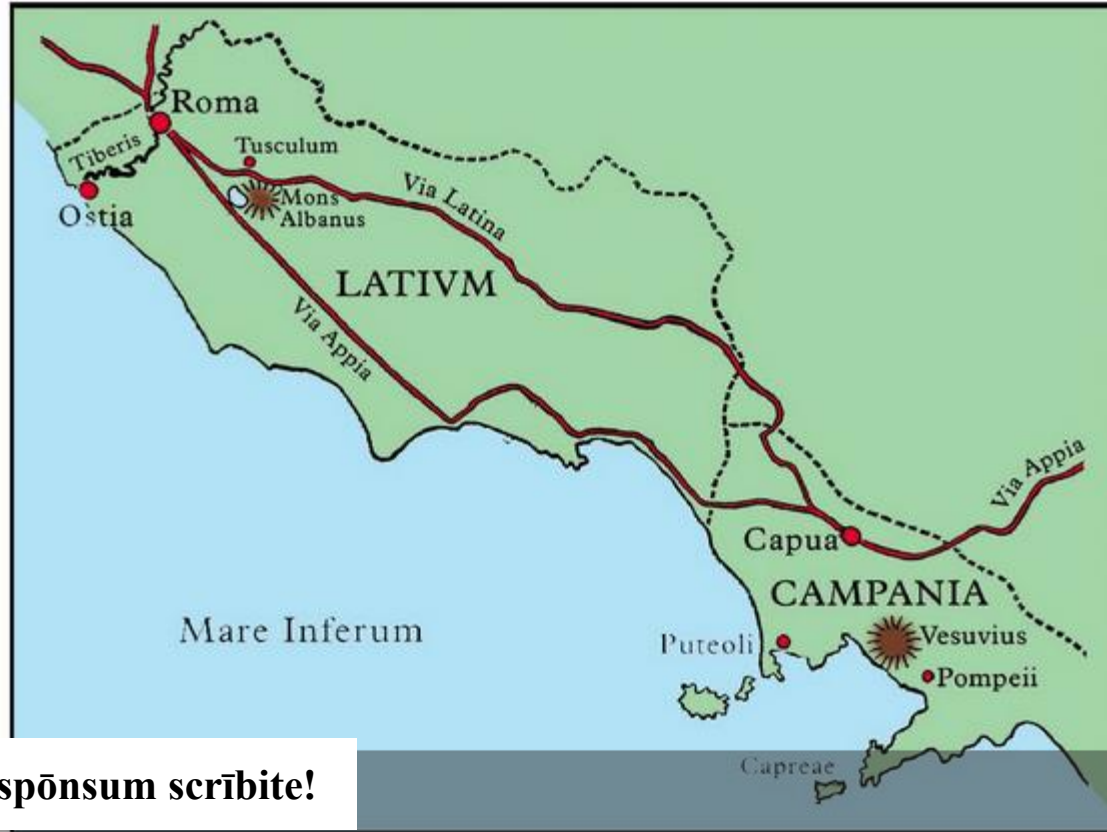 Roma
Tusculum
Tiberis
Mons
Albanus
Via Latina
Ostia
LATIVM
Via Appia
Via Appia
Capua
CAMPANIA
Mare Inferum
Puteoli
Vesuvius
Pompeii
Capreae
spōnsum scrībite!